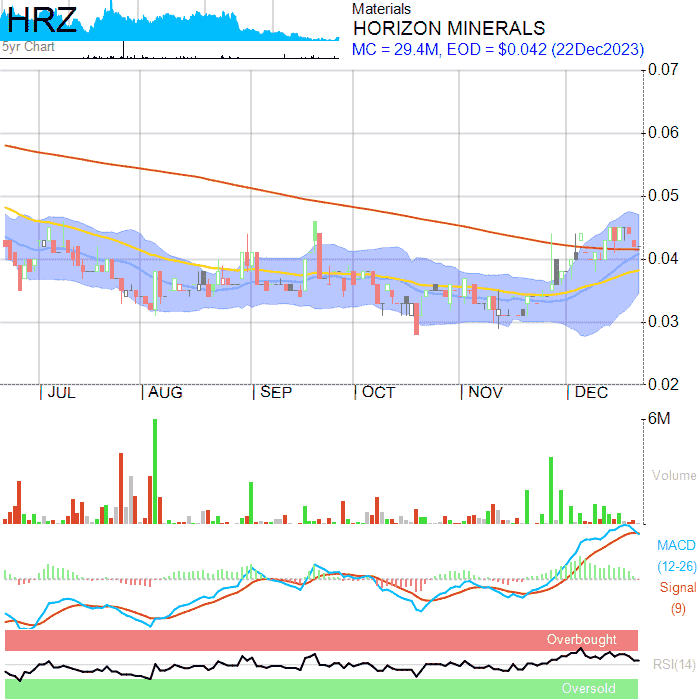 HRZ
5yr Chart
Materials
HORIZON MINERALS
MC = 29.4M, EOD = $0.042 (22Dec2023)
0.07
0.06
0.05
0.04
0.03
0.02
JUL AUG SEP OCT NOV DEC
6M
Volume
MACD
(12-26)
Signal
(9)
Overbought
RSI(14)
Oversold